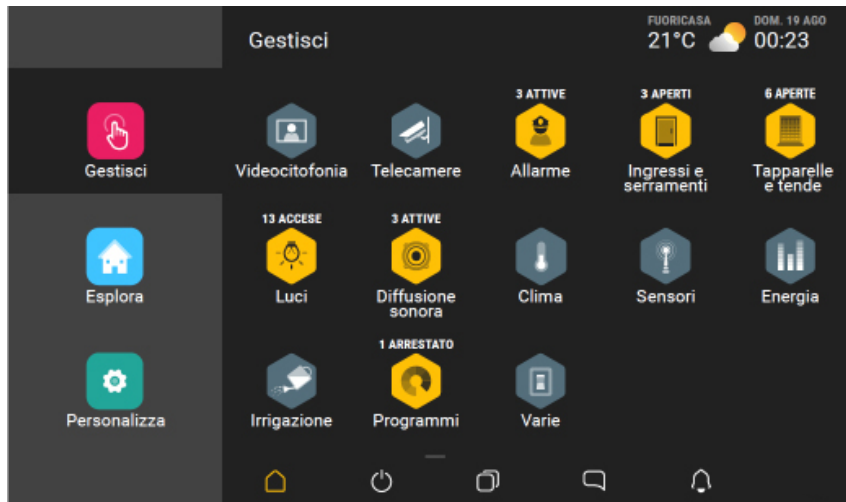 Gestisci
FUORICASA
21°C
DOM. 19 AGO
00:23
Gestisci
Esplora
Personalizza
Videocitofonia
Telecamere
3 ATTIVE
Allarme
3 APERTI
Ingressi e
serramenti
6 APERTE
Tapparelle
e tende
13 ACCESE
Luci
3 ATTIVE
Diffusione
sonora
Clima
Sensori
Energia
Irrigazione
1 ARRESTATO
Programmi
Varie